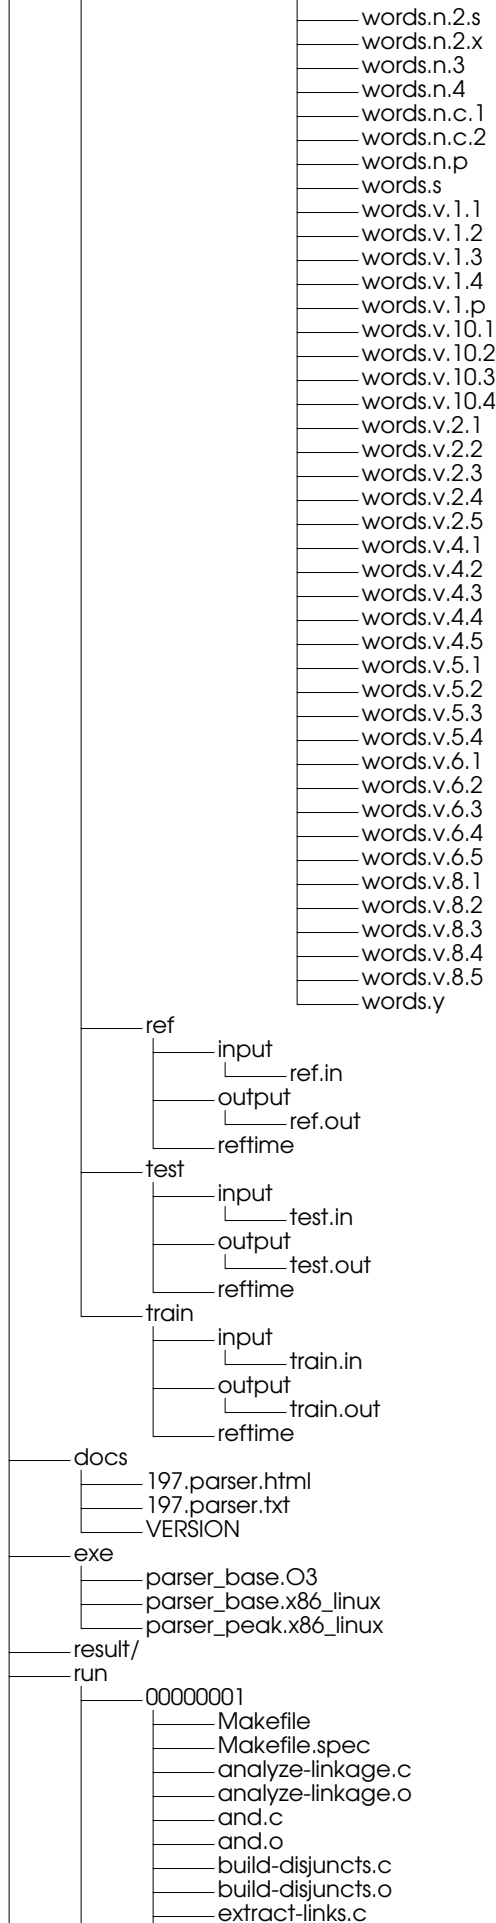 words.n.2.s
words.n.2.x
words.n.3
words.n.4
words.n.c.1
words.n.c.2
words.n.p
words.s
words.v.1.1
words.v.1.2
words.v.1.3
words.v.1.4
words.v.1.p
words.v.10.1
words.v.10.2
words.v.10.3
words.v.10.4
words.v.2.1
words.v.2.2
words.v.2.3
words.v.2.4
words.v.2.5
words.v.4.1
words.v.4.2
words.v.4.3
words.v.4.4
words.v.4.5
words.v.5.1
words.v.5.2
words.v.5.3
words.v.5.4
words.v.6.1
words.v.6.2
words.v.6.3
words.v.6.4
words.v.6.5
words.v.8.1
words.v.8.2
words.v.8.3
words.v.8.4
words.v.8.5
words.y
ref
input
ref.in
output
ref.out
reftime
test
input
test.in
output
test.out
reftime
train
input
train.in
output
train.out
reftime
docs
197.parser.html
197.parser.txt
VERSION
exe
parser_base.O3
parser_base.x86_linux
parser_peak.x86_linux
result/
run
00000001
Makefile
Makefile.spec
analyze-linkage.c
analyze-linkage.o
and.c
and.o
build-disjuncts.c
build-disjuncts.o
extract-links.c